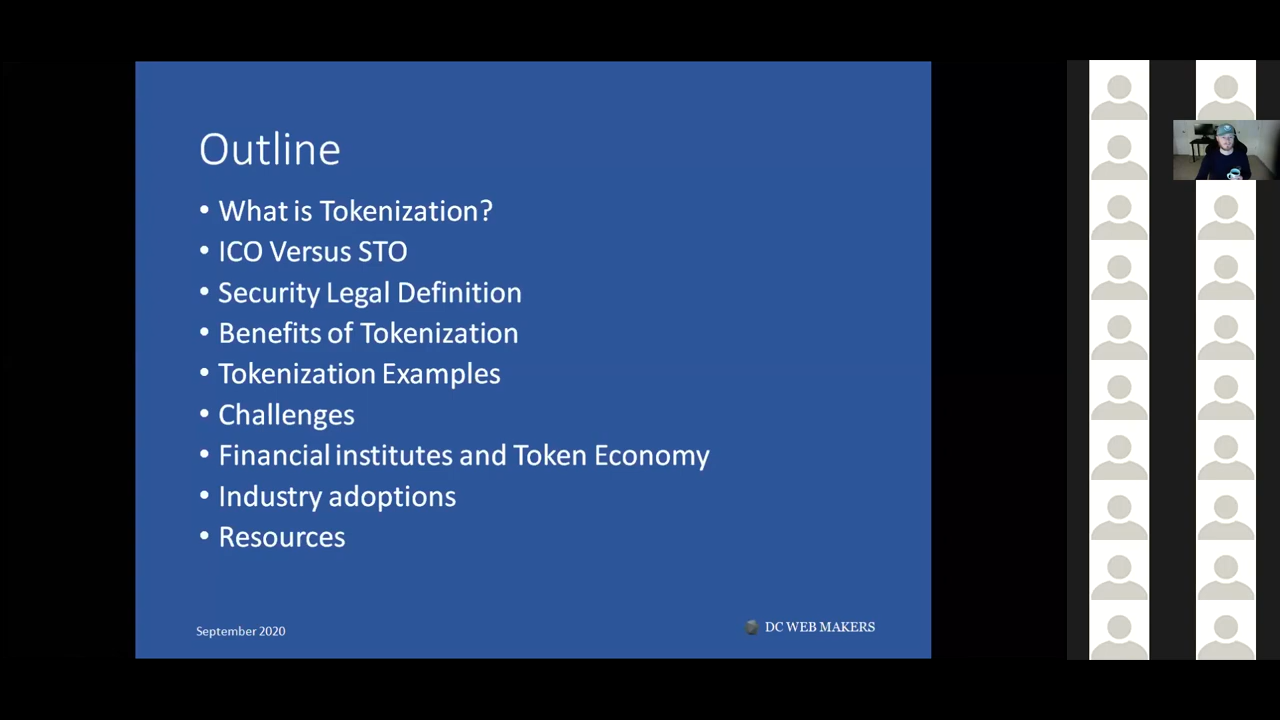 Outline
• What is Tokenization?
• ICO Versus STO
• Security Legal Definition
• Benefits of Tokenization
• Tokenization Examples
• Challenges
• Financial institutes and Token Economy
• Industry adoptions
• Resources
September 2020
DC WEB MAKERS